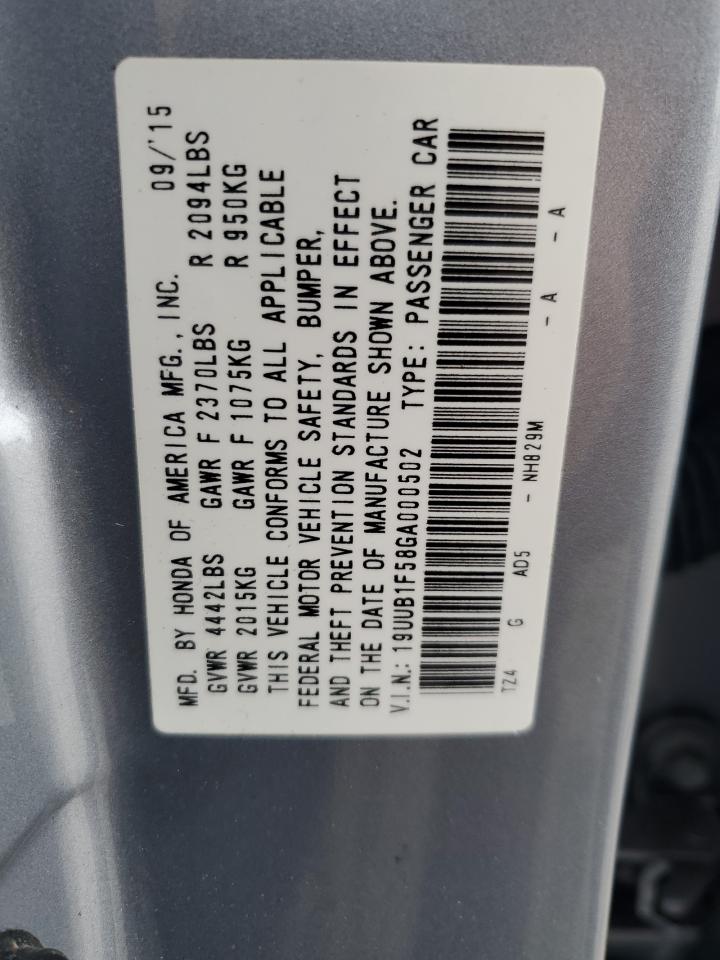 MFD. BY HONDA OF AMERICA MFG., INC. 09/'15
GVWR 4442LBS GAWR F 2370LBS R 2094LBS
GVWR 2015KG GAWR F 1075KG R 950KG
THIS VEHICLE CONFORMS TO ALL APPLICABLE
FEDERAL MOTOR VEHICLE SAFETY, BUMPER,
AND THEFT PREVENTION STANDARDS IN EFFECT
ON THE DATE OF MANUFACTURE SHOWN ABOVE.
V.I.N.: 19UUB1F58GA000502 TYPE: PASSENGER CAR
TZ4 G AD5 - NH829M - A - A